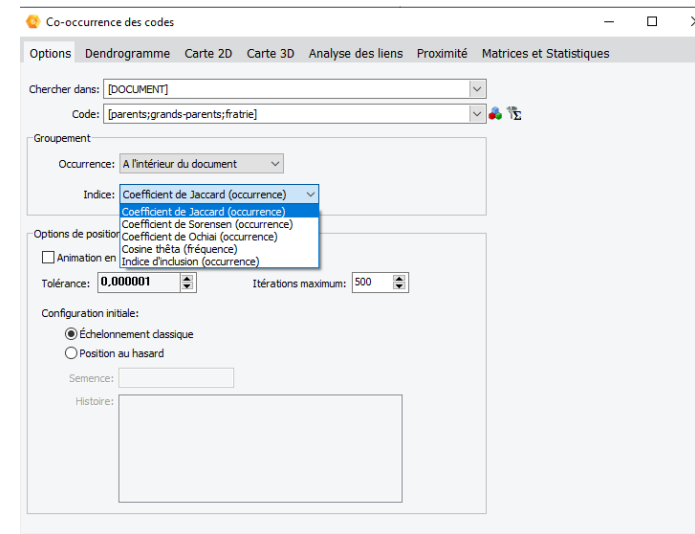 Co-occurrence des codes
Options Dendrogramme Carte 2D Carte 3D Analyse des liens Proximité Matrices et Statistiques
Chercher dans: [DOCUMENT]
Code: [parents;grands-parents;fratrie]
Groupement
Occurrence: A l'intérieur du document
Indice: Coefficient de Jaccard (occurrence)
Coefficient de Jaccard (occurrence)
Coefficient de Sorensen (occurrence)
Coefficient de Ochiai (occurrence)
Cosine thêta (fréquence)
Indice d'inclusion (occurrence)
Options de position
Animation en
Tolérance: 0,000001 Itérations maximum: 500
Configuration initiale:
Échelonnement classique
Position au hasard
Semence:
Histoire: